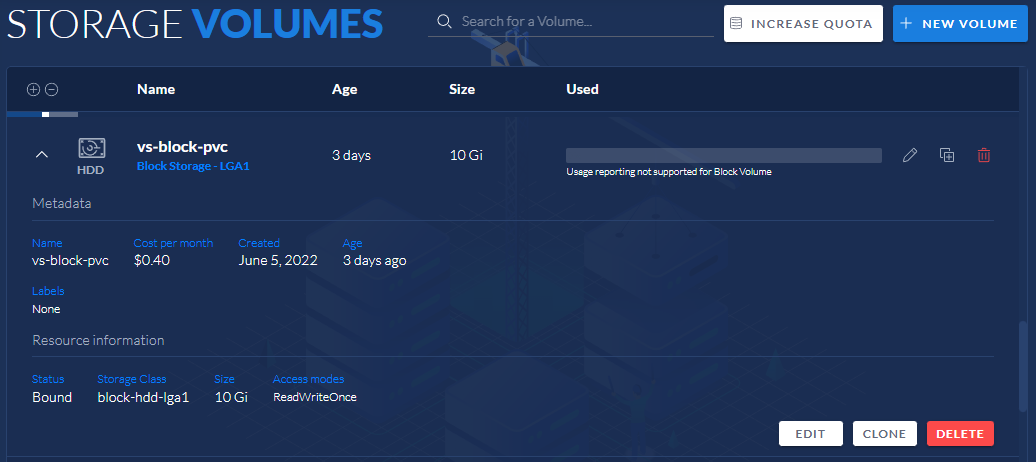 STORAGE VOLUMES
Search for a Volume...
INCREASE QUOTA
NEW VOLUME
Name Age Size Used
HDD
vs-block-pvc
Block Storage - LGA1
3 days
10 Gi
Usage reporting not supported for Block Volume
Metadata
Name Cost per month Created Age
vs-block-pvc $0.40 June 5, 2022 3 days ago
Labels
None
Resource information
Status Storage Class Size Access modes
Bound block-hdd-lga1 10 Gi ReadWriteOnce
EDIT CLONE DELETE